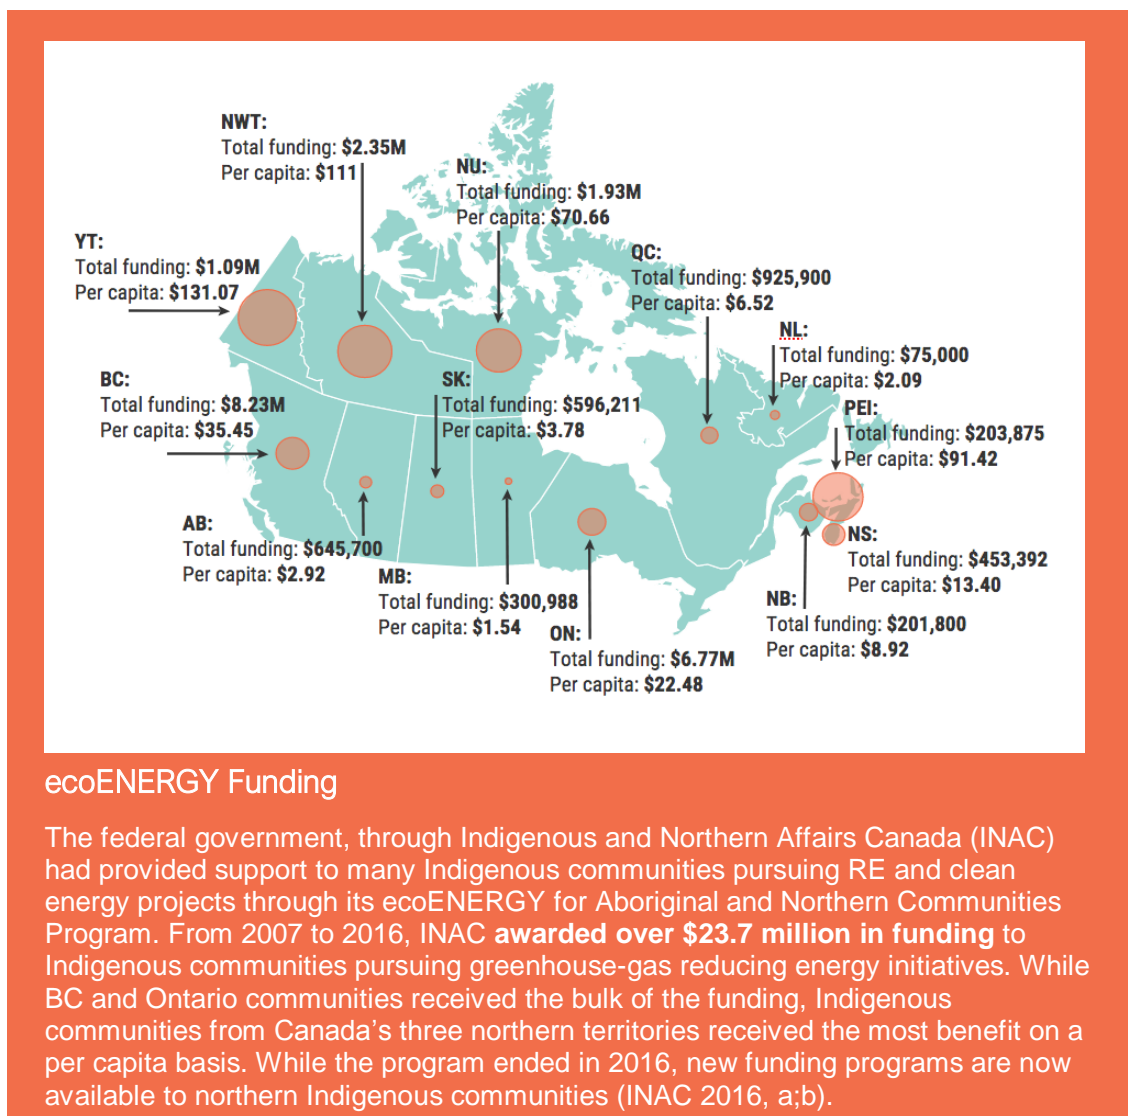 NWT:
Total funding: $2.35M
Per capita: $111
NU:
Total funding: $1.93M
Per capita: $70.66
YT:
Total funding: $1.09M
Per capita: $131.07
QC:
Total funding: $925,900
Per capita: $6.52
NL:
Total funding: $75,000
Per capita: $2.09
BC:
Total funding: $8.23M
Per capita: $35.45
SK:
Total funding: $596,211
Per capita: $3.78
PEI:
Total funding: $203,875
Per capita: $91.42
AB:
Total funding: $645,700
Per capita: $2.92
MB:
Total funding: $300,988
Per capita: $1.54
ON:
Total funding: $6.77M
Per capita: $22.48
NS:
Total funding: $453,392
Per capita: $13.40
NB:
Total funding: $201,800
Per capita: $8.92
ecoENERGY Funding
The federal government, through Indigenous and Northern Affairs Canada (INAC)
had provided support to many Indigenous communities pursuing RE and clean
energy projects through its ecoENERGY for Aboriginal and Northern Communities
Program. From 2007 to 2016, INAC awarded over $23.7 million in funding to
Indigenous communities pursuing greenhouse-gas reducing energy initiatives. While
BC and Ontario communities received the bulk of the funding, Indigenous
communities from Canada’s three northern territories received the most benefit on a
per capita basis. While the program ended in 2016, new funding programs are now
available to northern Indigenous communities (INAC 2016, a;b).